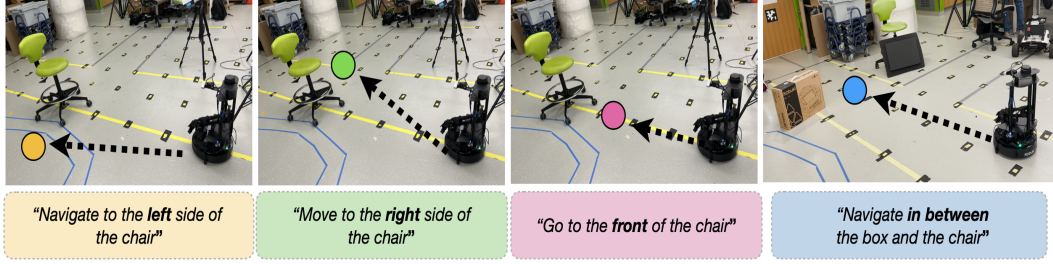 “Navigate to the left side of
the chair”
“Move to the right side of
the chair”
“Go to the front of the chair”
“Navigate in between
the box and the chair”